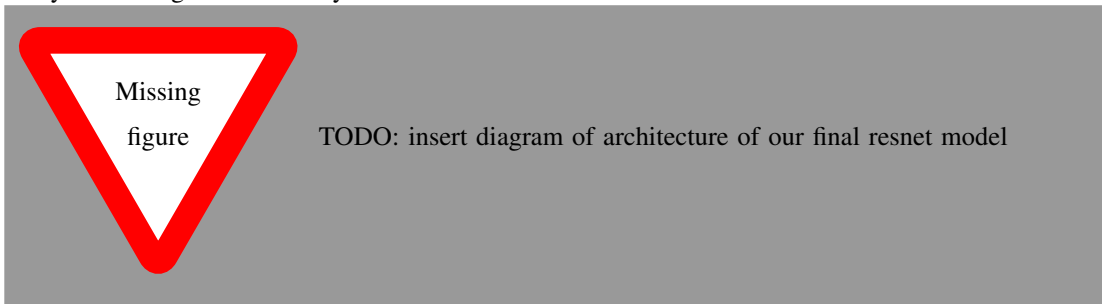 Missing
figure
TODO: insert diagram of architecture of our final resnet model